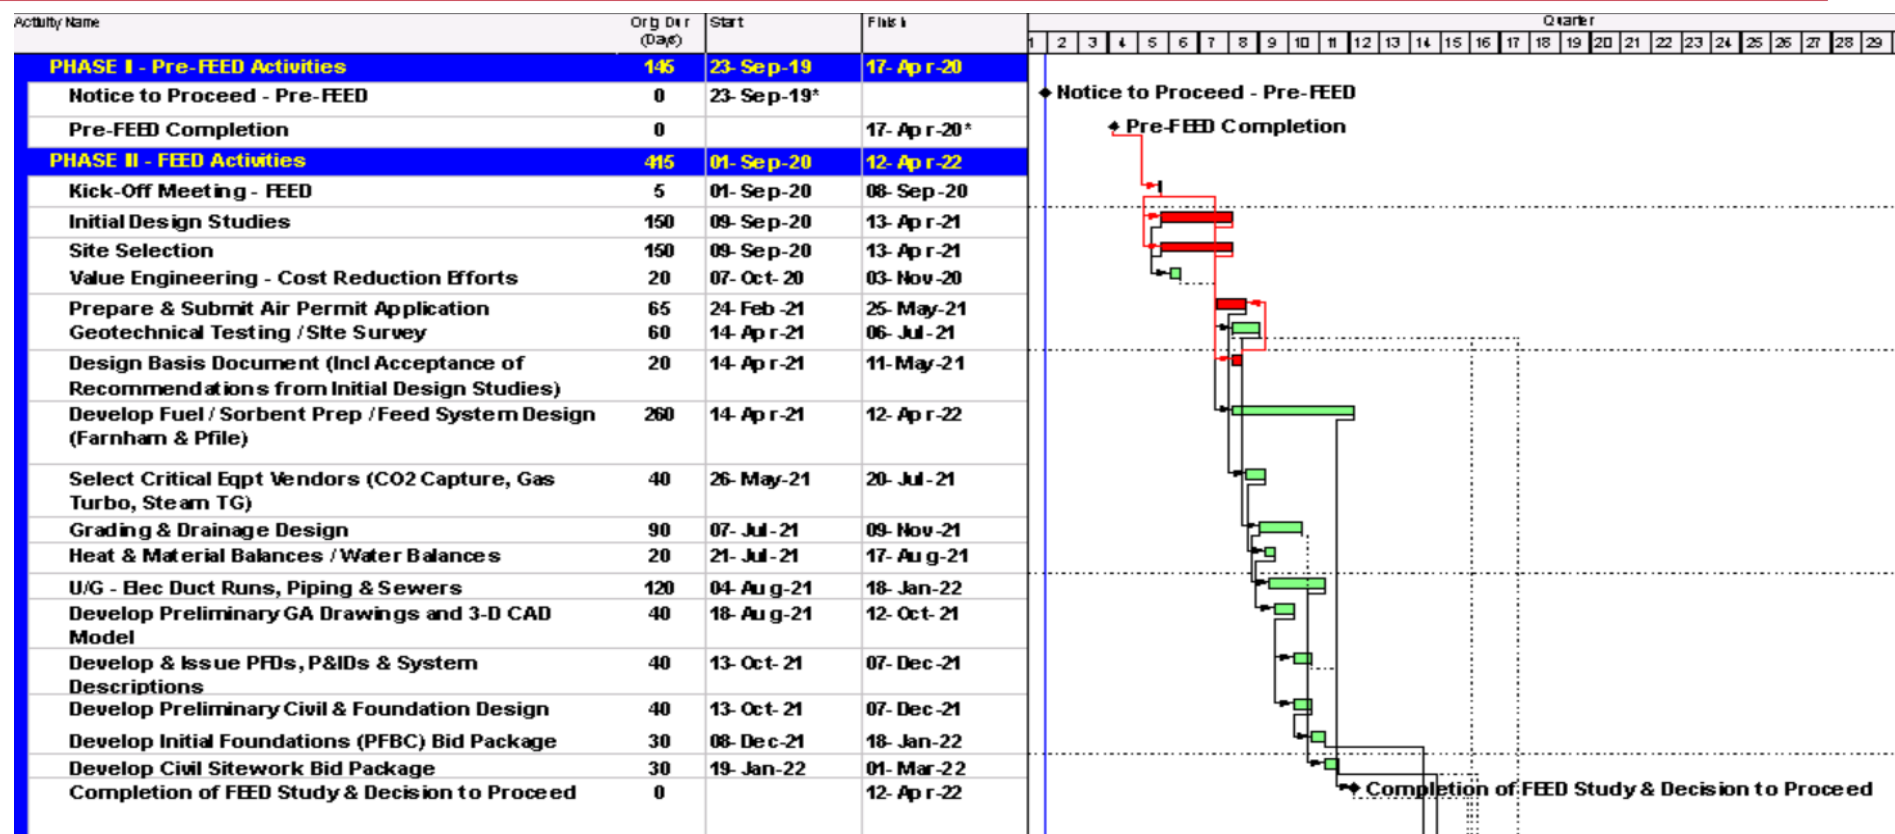 Activity Name Orig Dur Start Finish Quarter
(Days) 1 2 3 4 5 6 7 8 9 10 11 12 13 14 15 16 17 18 19 20 21 22 23 24 25 26 27 28 29
PHASE I - Pre-FEED Activities 145 23-Sep-19 17-Apr-20
Notice to Proceed - Pre-FEED 0 23-Sep-19* Notice to Proceed - Pre-FEED
Pre-FEED Completion 0 17-Apr-20* Pre-FEED Completion
PHASE II - FEED Activities 415 01-Sep-20 12-Apr-22
Kick-Off Meeting - FEED 5 01-Sep-20 08-Sep-20
Initial Design Studies 150 09-Sep-20 13-Apr-21
Site Selection 150 09-Sep-20 13-Apr-21
Value Engineering - Cost Reduction Efforts 20 07-Oct-20 03-Nov-20
Prepare & Submit Air Permit Application 65 24-Feb-21 25-May-21
Geotechnical Testing / SIte Survey 60 14-Apr-21 06-Jul-21
Design Basis Document (Incl Acceptance of 20 14-Apr-21 11-May-21
Recommendations from Initial Design Studies)
Develop Fuel / Sorbent Prep / Feed System Design 260 14-Apr-21 12-Apr-22
(Farnham & Pfile)
Select Critical Eqpt Vendors (CO2 Capture, Gas 40 26-May-21 20-Jul-21
Turbo, Steam TG)
Grading & Drainage Design 90 07-Jul-21 09-Nov-21
Heat & Material Balances / Water Balances 20 21-Jul-21 17-Aug-21
U/G - Elec Duct Runs, Piping & Sewers 120 04-Aug-21 18-Jan-22
Develop Preliminary GA Drawings and 3-D CAD 40 18-Aug-21 12-Oct-21
Model
Develop & Issue PFDs, P&IDs & System 40 13-Oct-21 07-Dec-21
Descriptions
Develop Preliminary Civil & Foundation Design 40 13-Oct-21 07-Dec-21
Develop Initial Foundations (PFBC) Bid Package 30 08-Dec-21 18-Jan-22
Develop Civil Sitework Bid Package 30 19-Jan-22 01-Mar-22
Completion of FEED Study & Decision to Proceed 0 12-Apr-22 Completion of FEED Study & Decision to Proceed